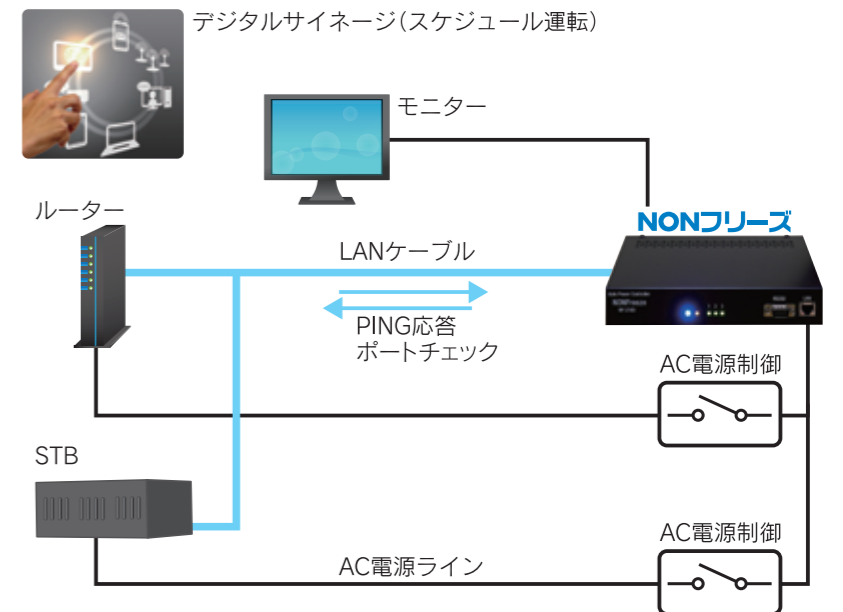 デジタルサイネージ（スケジュール運転）
モニター
ルーター
NONフリーズ
LANケーブル
PING応答
ポートチェック
AC電源制御
STB
AC電源制御
AC電源ライン